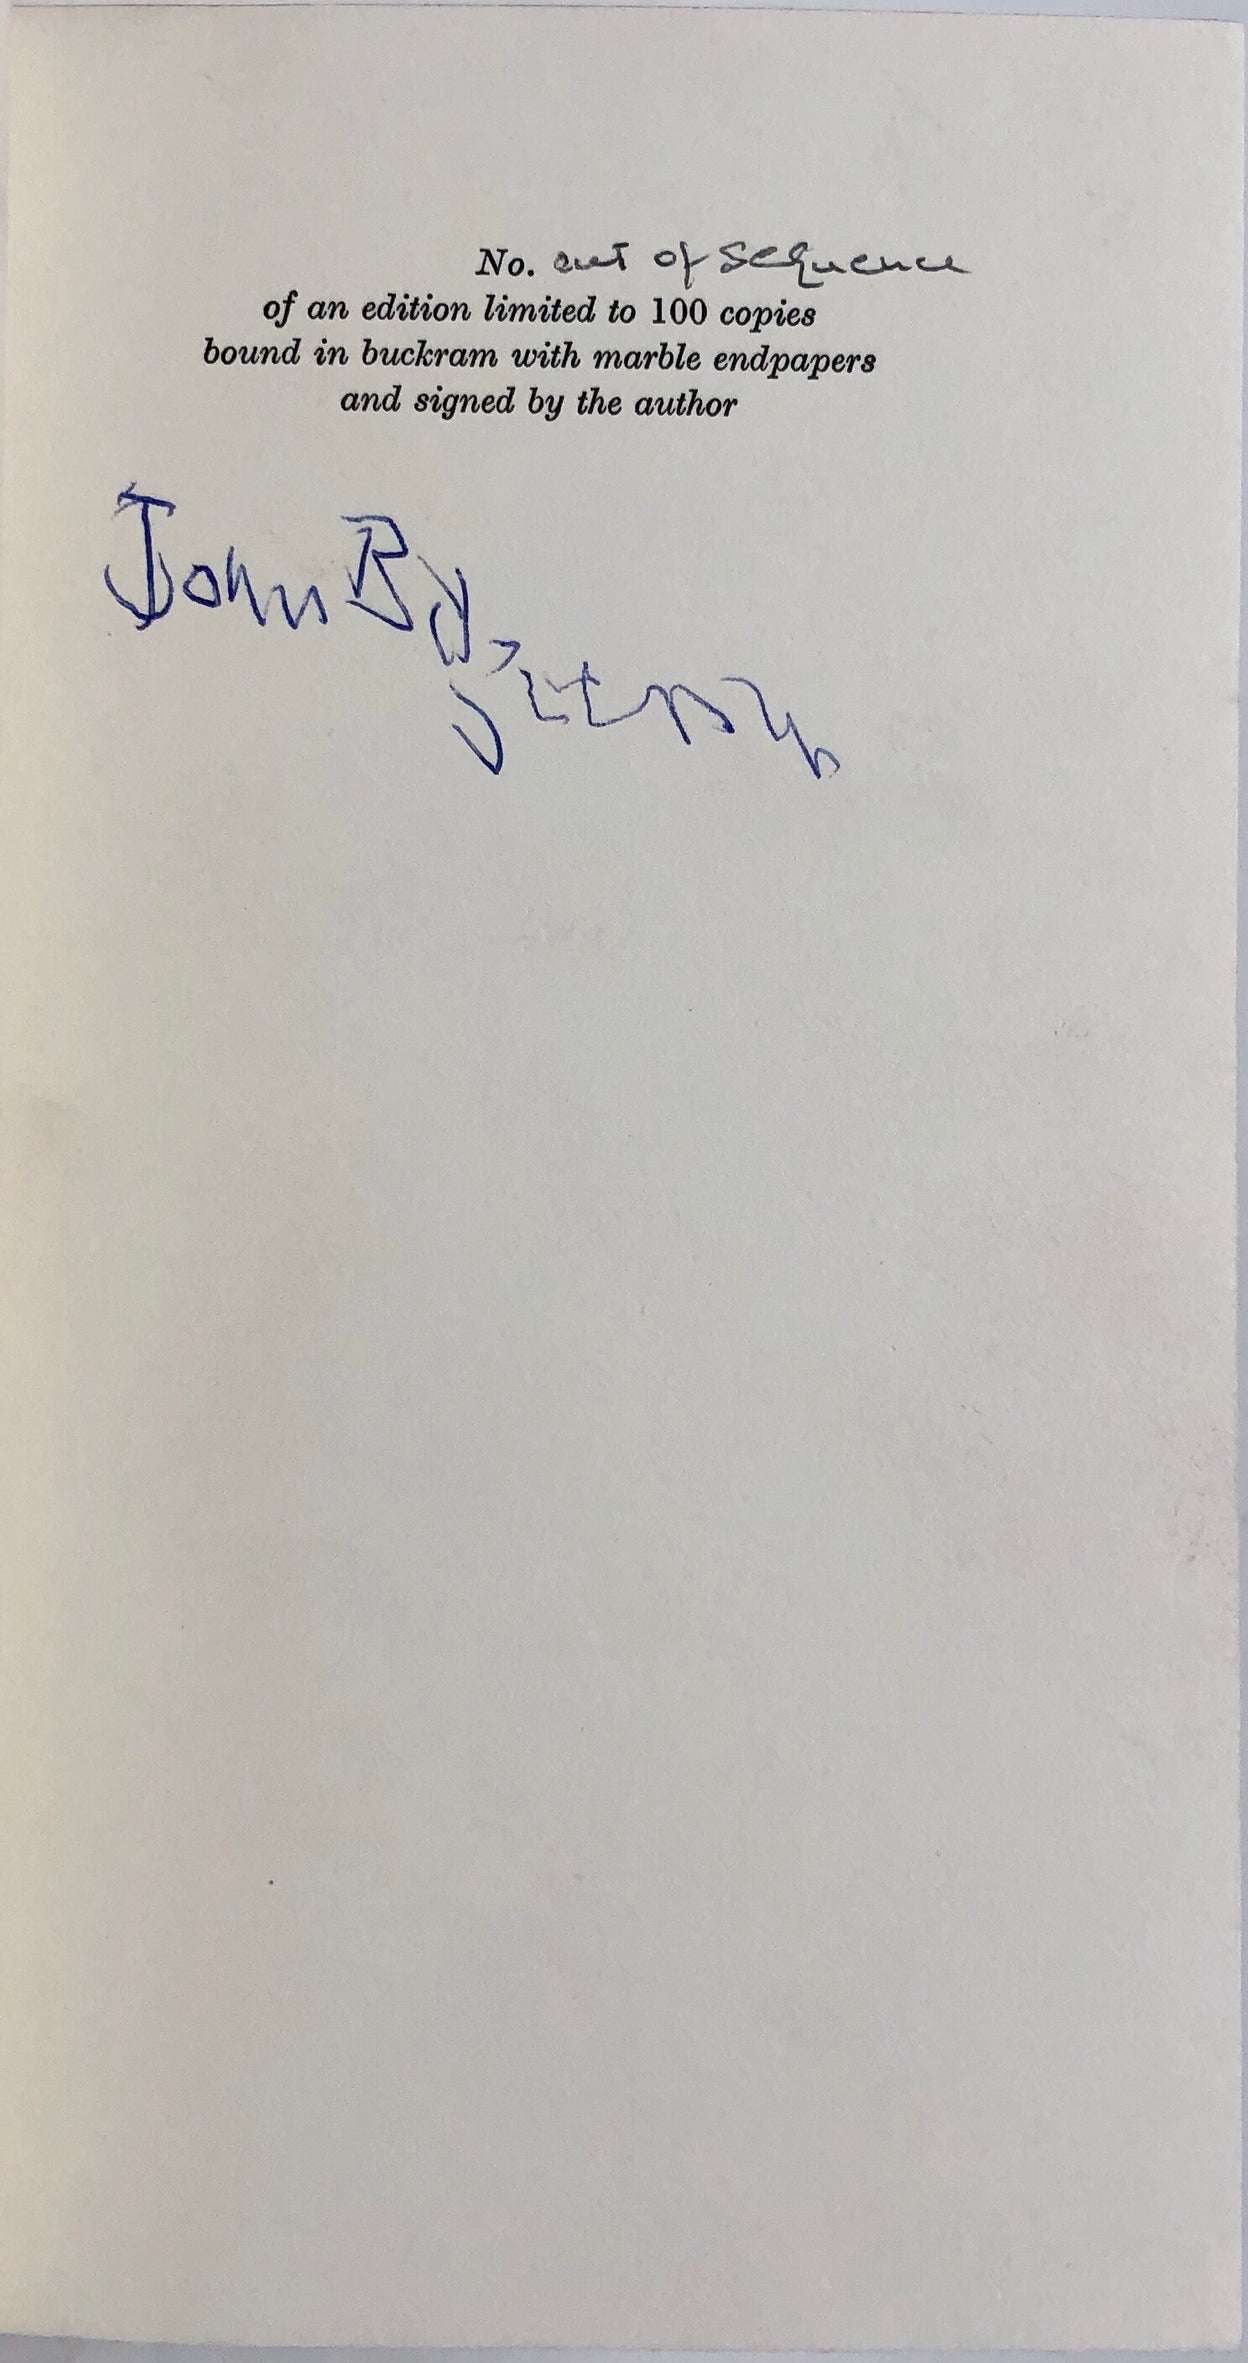 No. out of Sequence
of an edition limited to 100 copies
bound in buckram with marble endpapers
and signed by the author
John